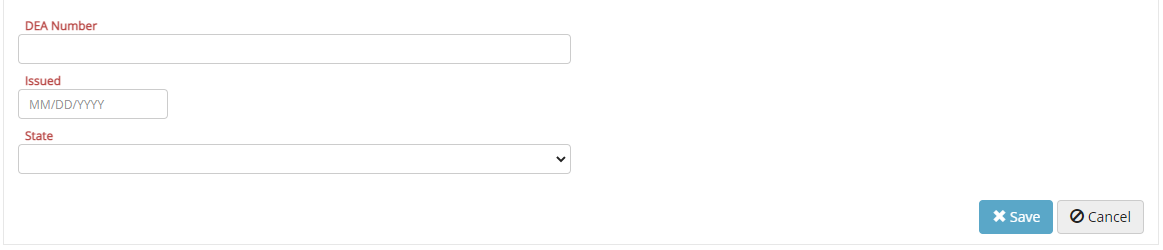 DEA Number
Issued
MM/DD/YYYY
State
Save Cancel